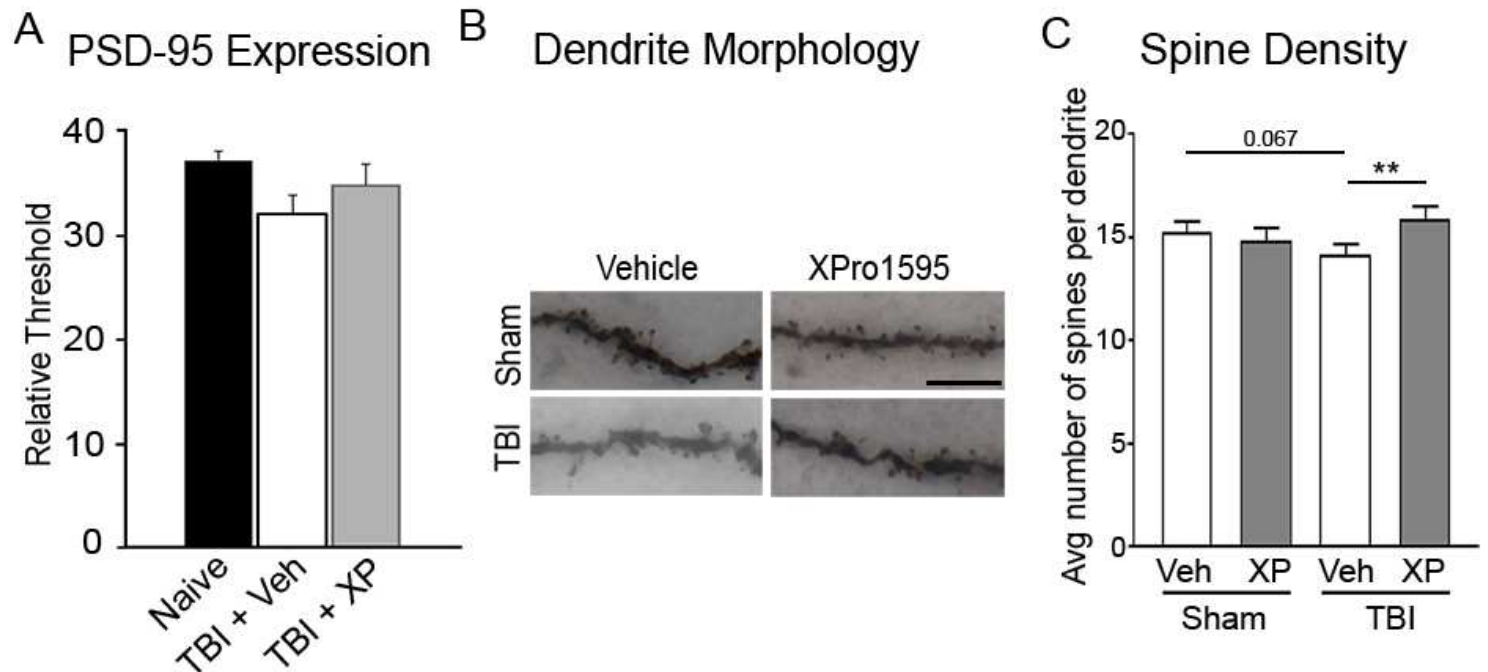 A PSD-95 Expression
40
30
20
10
0
Relative Threshold
Naive
TBI + Veh
TBI + XP
B Dendrite Morphology
Vehicle XPro1595
Sham
TBI
C Spine Density
Avg number of spines per dendrite
20
15
10
5
0
0.067
**
Veh XP Veh XP
Sham TBI